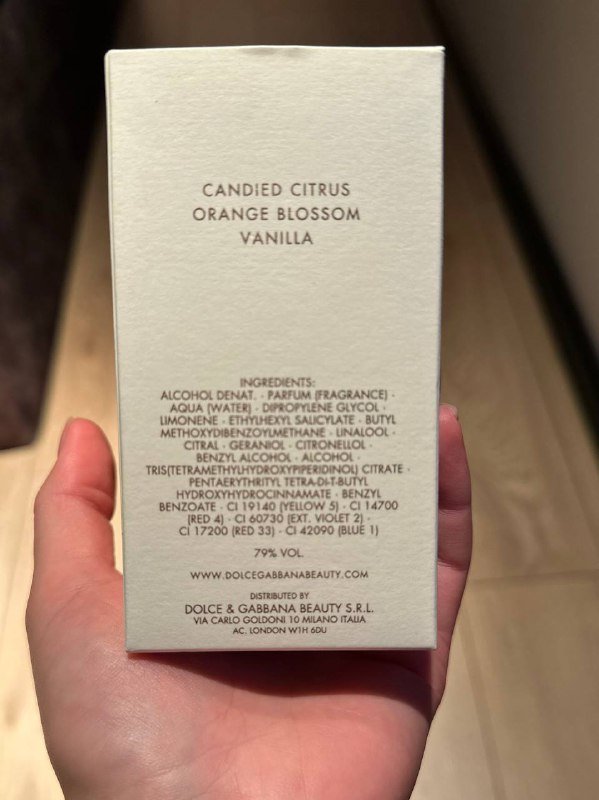 CANDIED CITRUS
ORANGE BLOSSOM
VANILLA
INGREDIENTS:
ALCOHOL DENAT. · PARFUM (FRAGRANCE) ·
AQUA (WATER) · DIPROPYLENE GLYCOL ·
LIMONENE · ETHYLHEXYL SALICYLATE · BUTYL
METHOXYDIBENZOYLMETHANE · LINALOOL ·
CITRAL · GERANIOL · CITRONELLOL ·
BENZYL ALCOHOL · ALCOHOL ·
TRIS(TETRAMETHYLHYDROXYPIPERIDINOL) CITRATE ·
PENTAERYTHRITYL TETRA-DI-T-BUTYL
HYDROXYHYDROCINNAMATE · BENZYL
BENZOATE · CI 19140 (YELLOW 5) · CI 14700
(RED 4) · CI 60730 (EXT. VIOLET 2) ·
CI 17200 (RED 33) · CI 42090 (BLUE 1)
79% VOL.
WWW.DOLCEGABBANABEAUTY.COM
DISTRIBUTED BY
DOLCE & GABBANA BEAUTY S.R.L.
VIA CARLO GOLDONI 10 MILANO ITALIA
AC. LONDON W1H 6DU